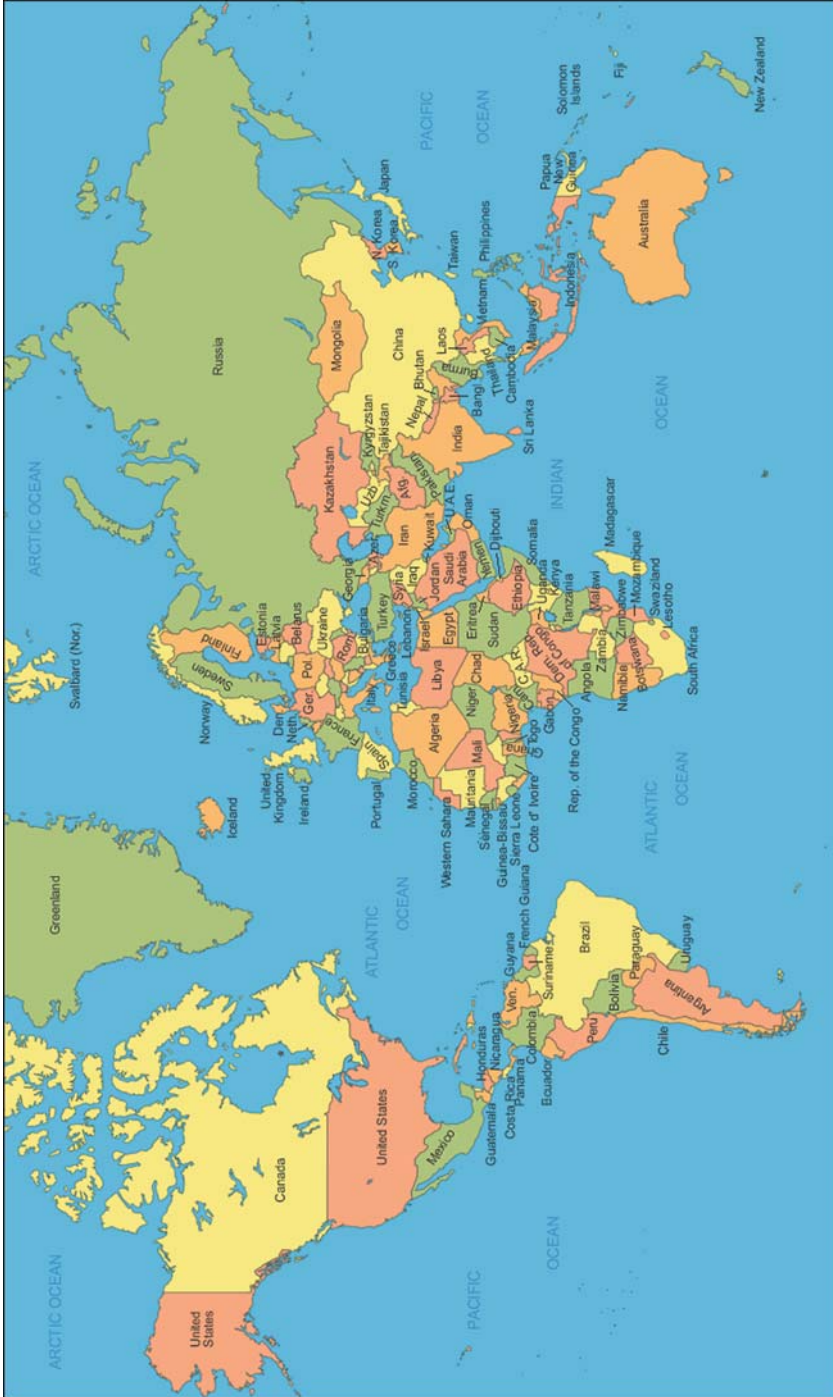 ARCTIC OCEAN
ARCTIC OCEAN
Greenland
Svalbard (Nor.)
United
States
Canada
Iceland
Norway
Sweden
Finland
Russia
Estonia
Latvia
Belarus
Den.
Neth.
United
Kingdom
Ireland
Ger.
Pol.
Ukraine
France
Rom.
Kazakhstan
Mongolia
United States
ATLANTIC
OCEAN
Portugal
Spain
Italy
Bulgaria
Greece
Georgia
Azer.
Turkey
Uzb.
Turkm.
Kyrgyzstan
Tajikistan
China
N. Korea
S. Korea
Japan
PACIFIC
OCEAN
Morocco
Tunisia
Lebanon
Israel
Syria
Iraq
Jordan
Iran
Kuwait
Afg.
Pakistan
Nepal
Bhutan
Western Sahara
Algeria
Libya
Egypt
Saudi
Arabia
U.A.E.
Oman
India
Bangl.
Burma
Laos
Taiwan
Mexico
Mauritania
Mali
Niger
Chad
Sudan
Eritrea
Yemen
Dijbouti
Thailand
Vietnam
Cambodia
Philippines
Guatemala
Honduras
Nicaragua
Costa Rica
Panama
Senegal
Guinea-Bissau
Sierra Leone
Cote d' Ivoire
Ghana
Togo
Nigeria
Cam.
C.A.R.
Ethiopia
Somalia
Sri Lanka
Malaysia
PACIFIC
OCEAN
Ven.
Guyana
Suriname
French Guiana
Colombia
Ecuador
Gabon
Rep. of the Congo
Dem. Rep.
of Congo
Uganda
Kenya
Tanzania
INDIAN
OCEAN
Indonesia
Papua
New
Guinea
Solomon
Islands
Peru
Brazil
Bolivia
ATLANTIC
OCEAN
Angola
Zambia
Malawi
Mozambique
Madagascar
Fiji
Chile
Paraguay
Namibia
Botswana
Zimbabwe
Swaziland
Lesotho
South Africa
Australia
Argentina
Uruguay
New Zealand